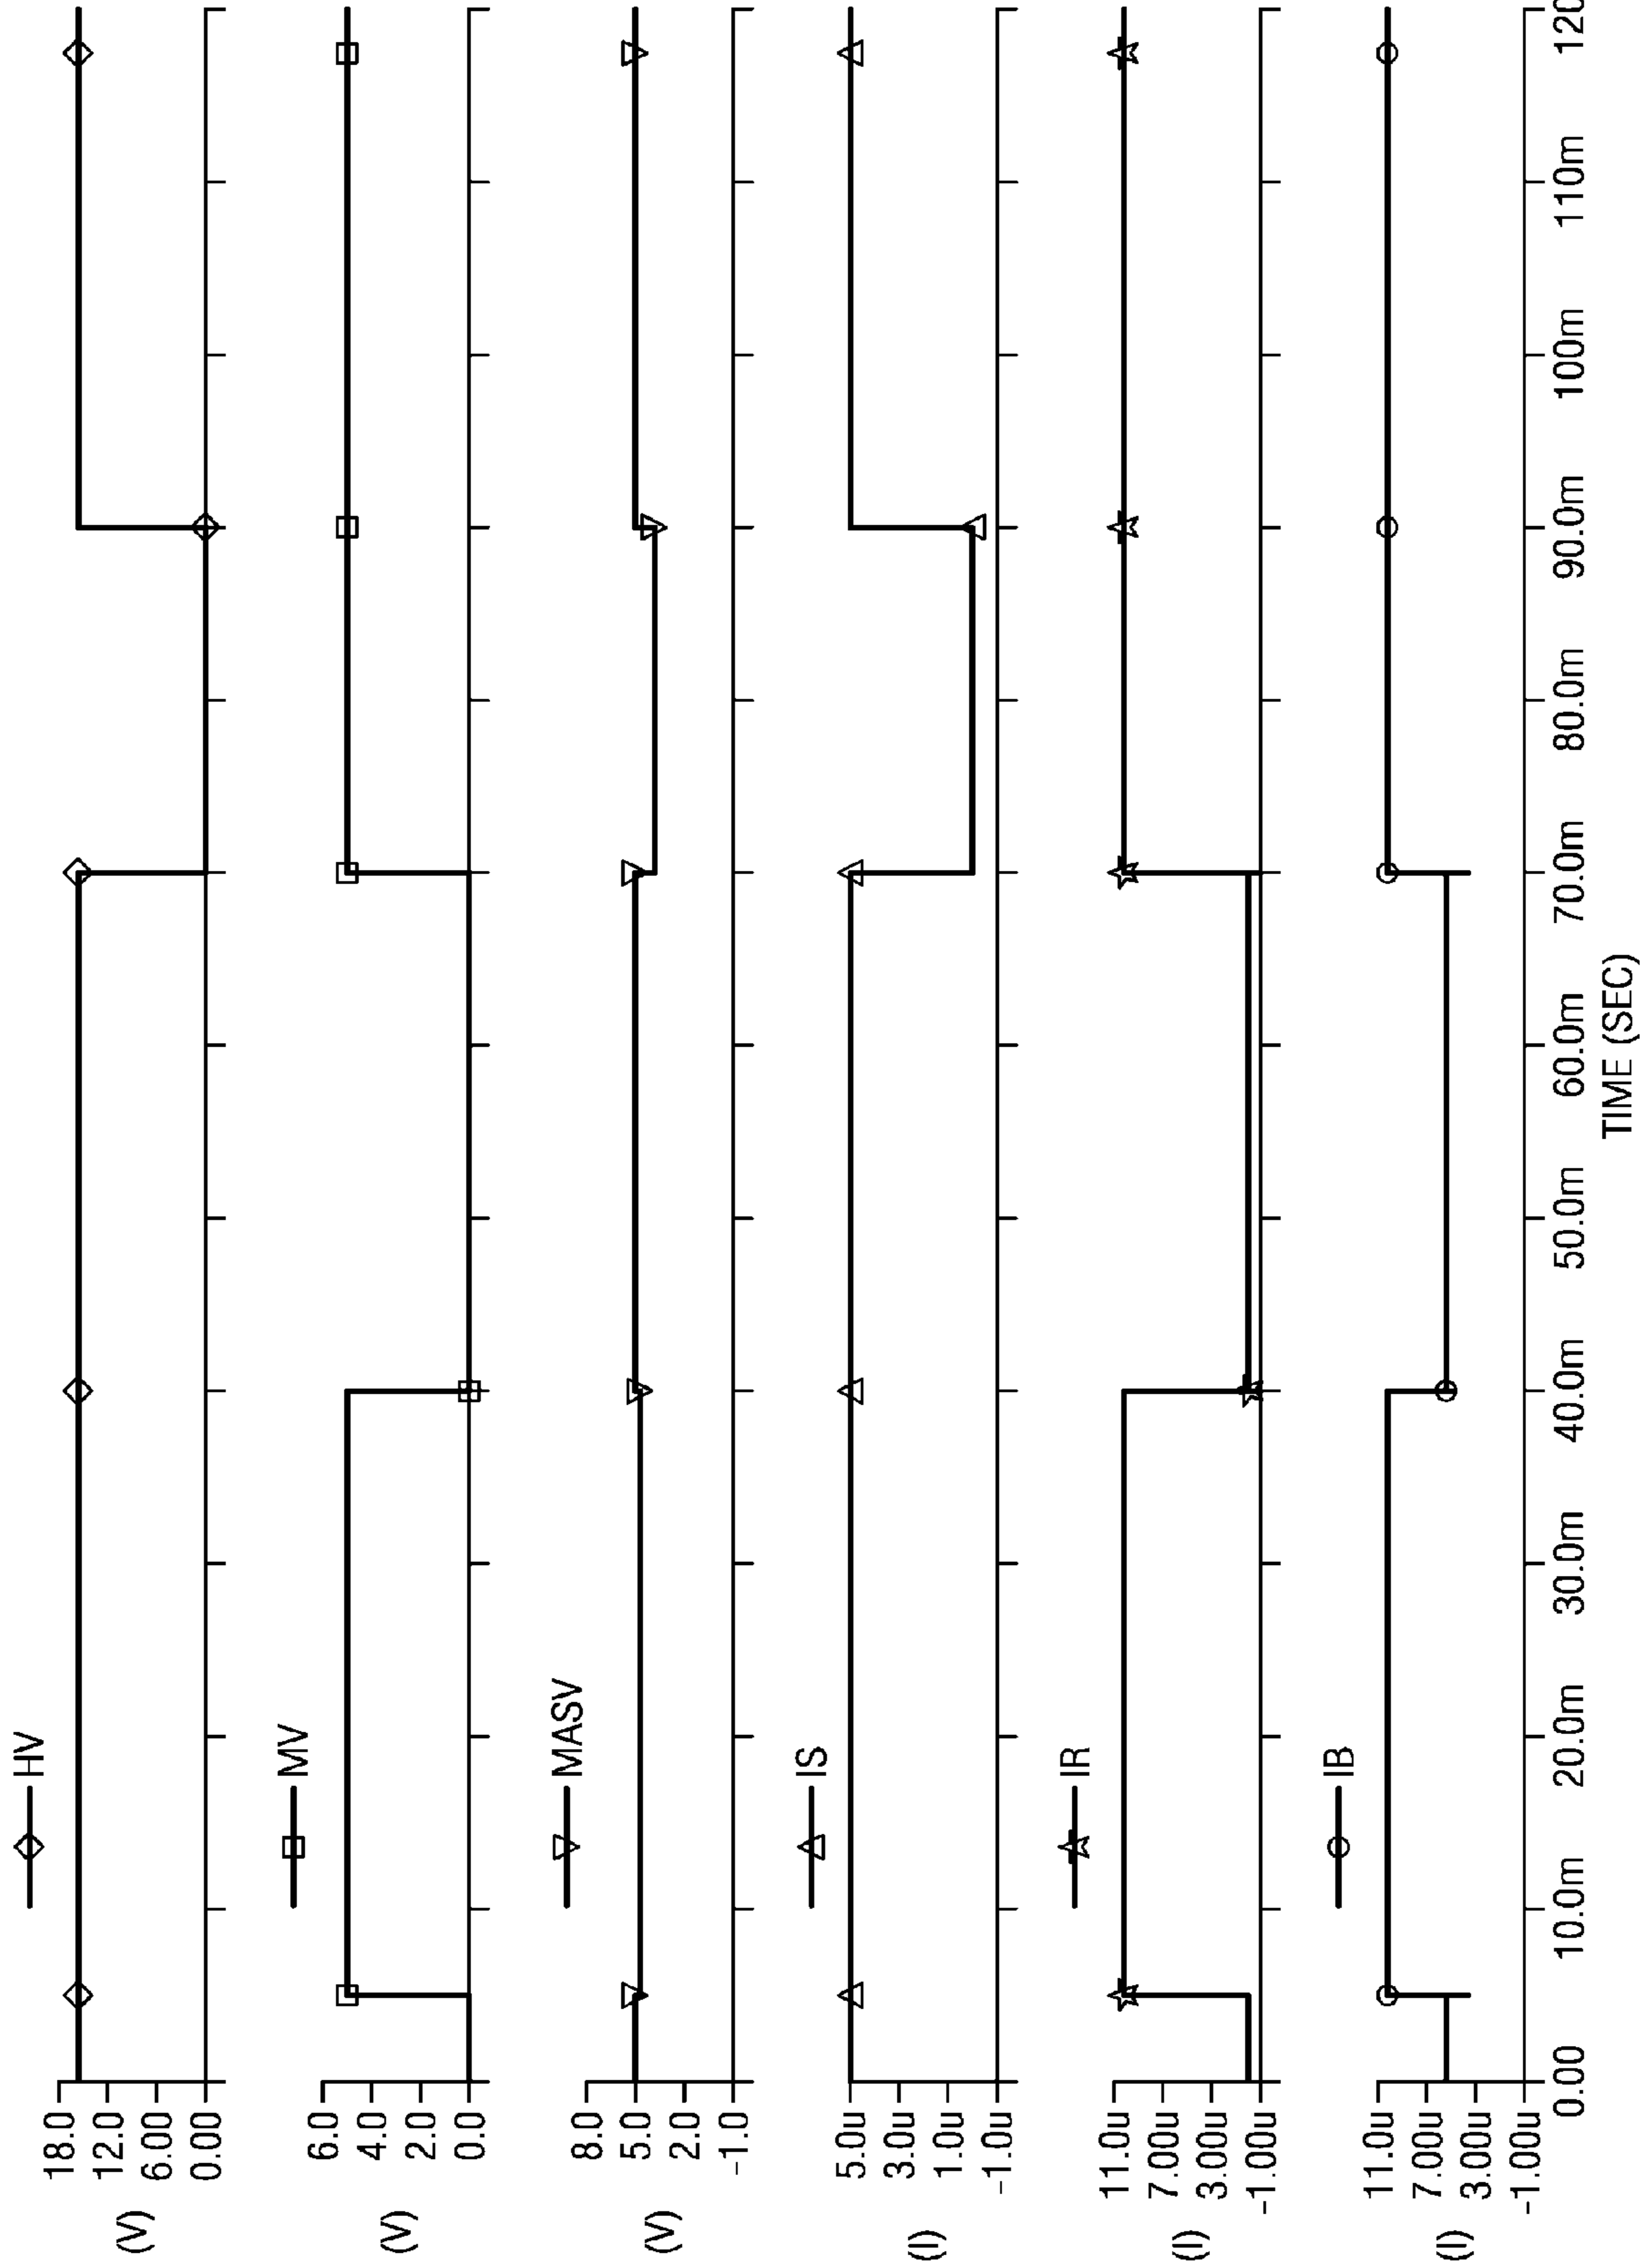 HV
(V)
18.0
12.0
6.00
0.00
MV
(V)
6.0
4.0
2.0
0.0
MASV
(V)
8.0
5.0
2.0
-1.0
IS
(I)
5.0u
3.0u
1.0u
-1.0u
IR
(I)
11.0u
7.00u
3.00u
-1.00u
IB
(I)
11.0u
7.00u
3.00u
-1.00u
0.00 10.0m 20.0m 30.0m 40.0m 50.0m 60.0m 70.0m 80.0m 90.0m 100m 110m
TIME (SEC)